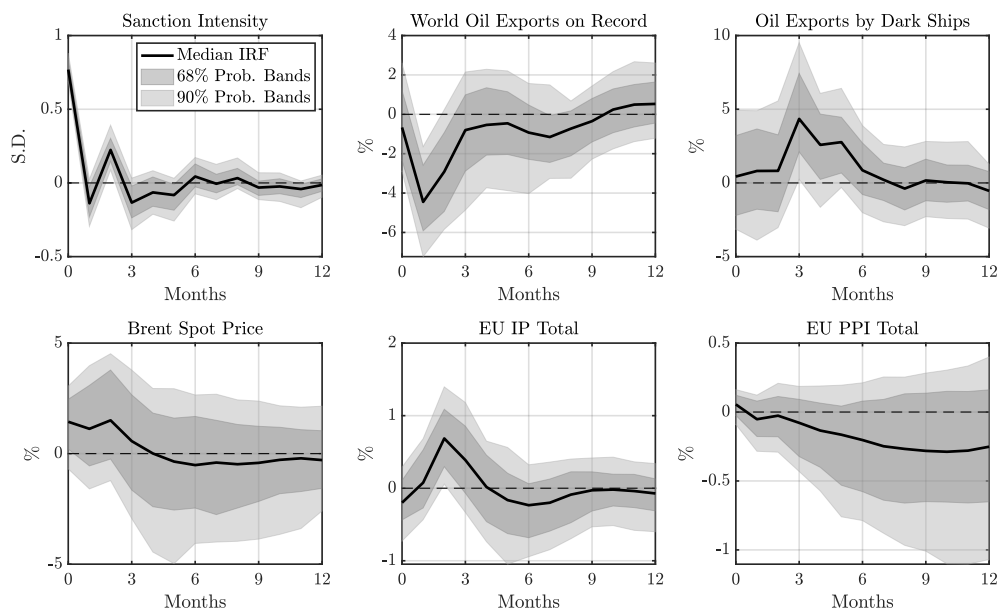 Sanction Intensity
1
0.5
0
-0.5
S.D.
Median IRF
68% Prob. Bands
90% Prob. Bands
0 3 6 9 12
Months
World Oil Exports on Record
4
2
0
-2
-4
-6
%
0 3 6 9 12
Months
Oil Exports by Dark Ships
10
5
0
-5
%
0 3 6 9 12
Months
Brent Spot Price
5
0
-5
%
0 3 6 9 12
Months
EU IP Total
2
1
0
-1
%
0 3 6 9 12
Months
EU PPI Total
0.5
0
-0.5
-1
%
0 3 6 9 12
Months